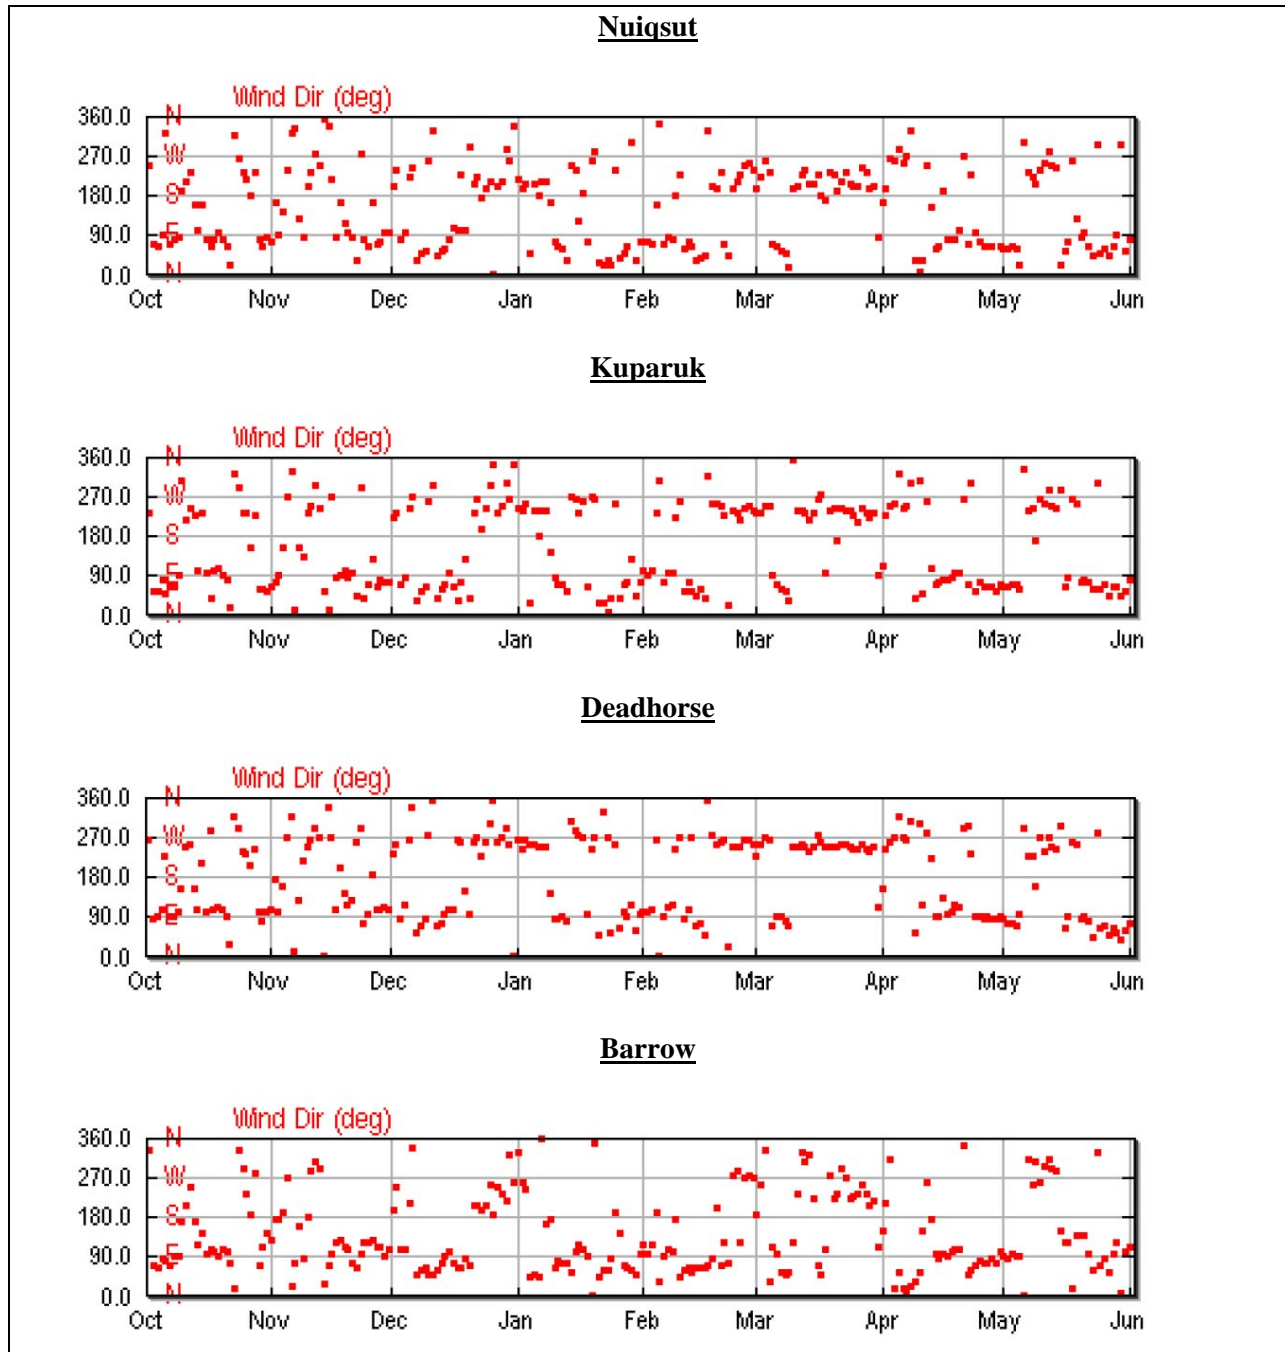 Nuiqsut
Wind Dir (deg)
360.0 N
270.0 W
180.0 S
90.0 E
0.0 N
Oct Nov Dec Jan Feb Mar Apr May Jun
Kuparuk
Wind Dir (deg)
360.0 N
270.0 W
180.0 S
90.0 E
0.0 N
Oct Nov Dec Jan Feb Mar Apr May Jun
Deadhorse
Wind Dir (deg)
360.0 N
270.0 W
180.0 S
90.0 E
0.0 N
Oct Nov Dec Jan Feb Mar Apr May Jun
Barrow
Wind Dir (deg)
360.0 N
270.0 W
180.0 S
90.0 E
0.0 N
Oct Nov Dec Jan Feb Mar Apr May Jun